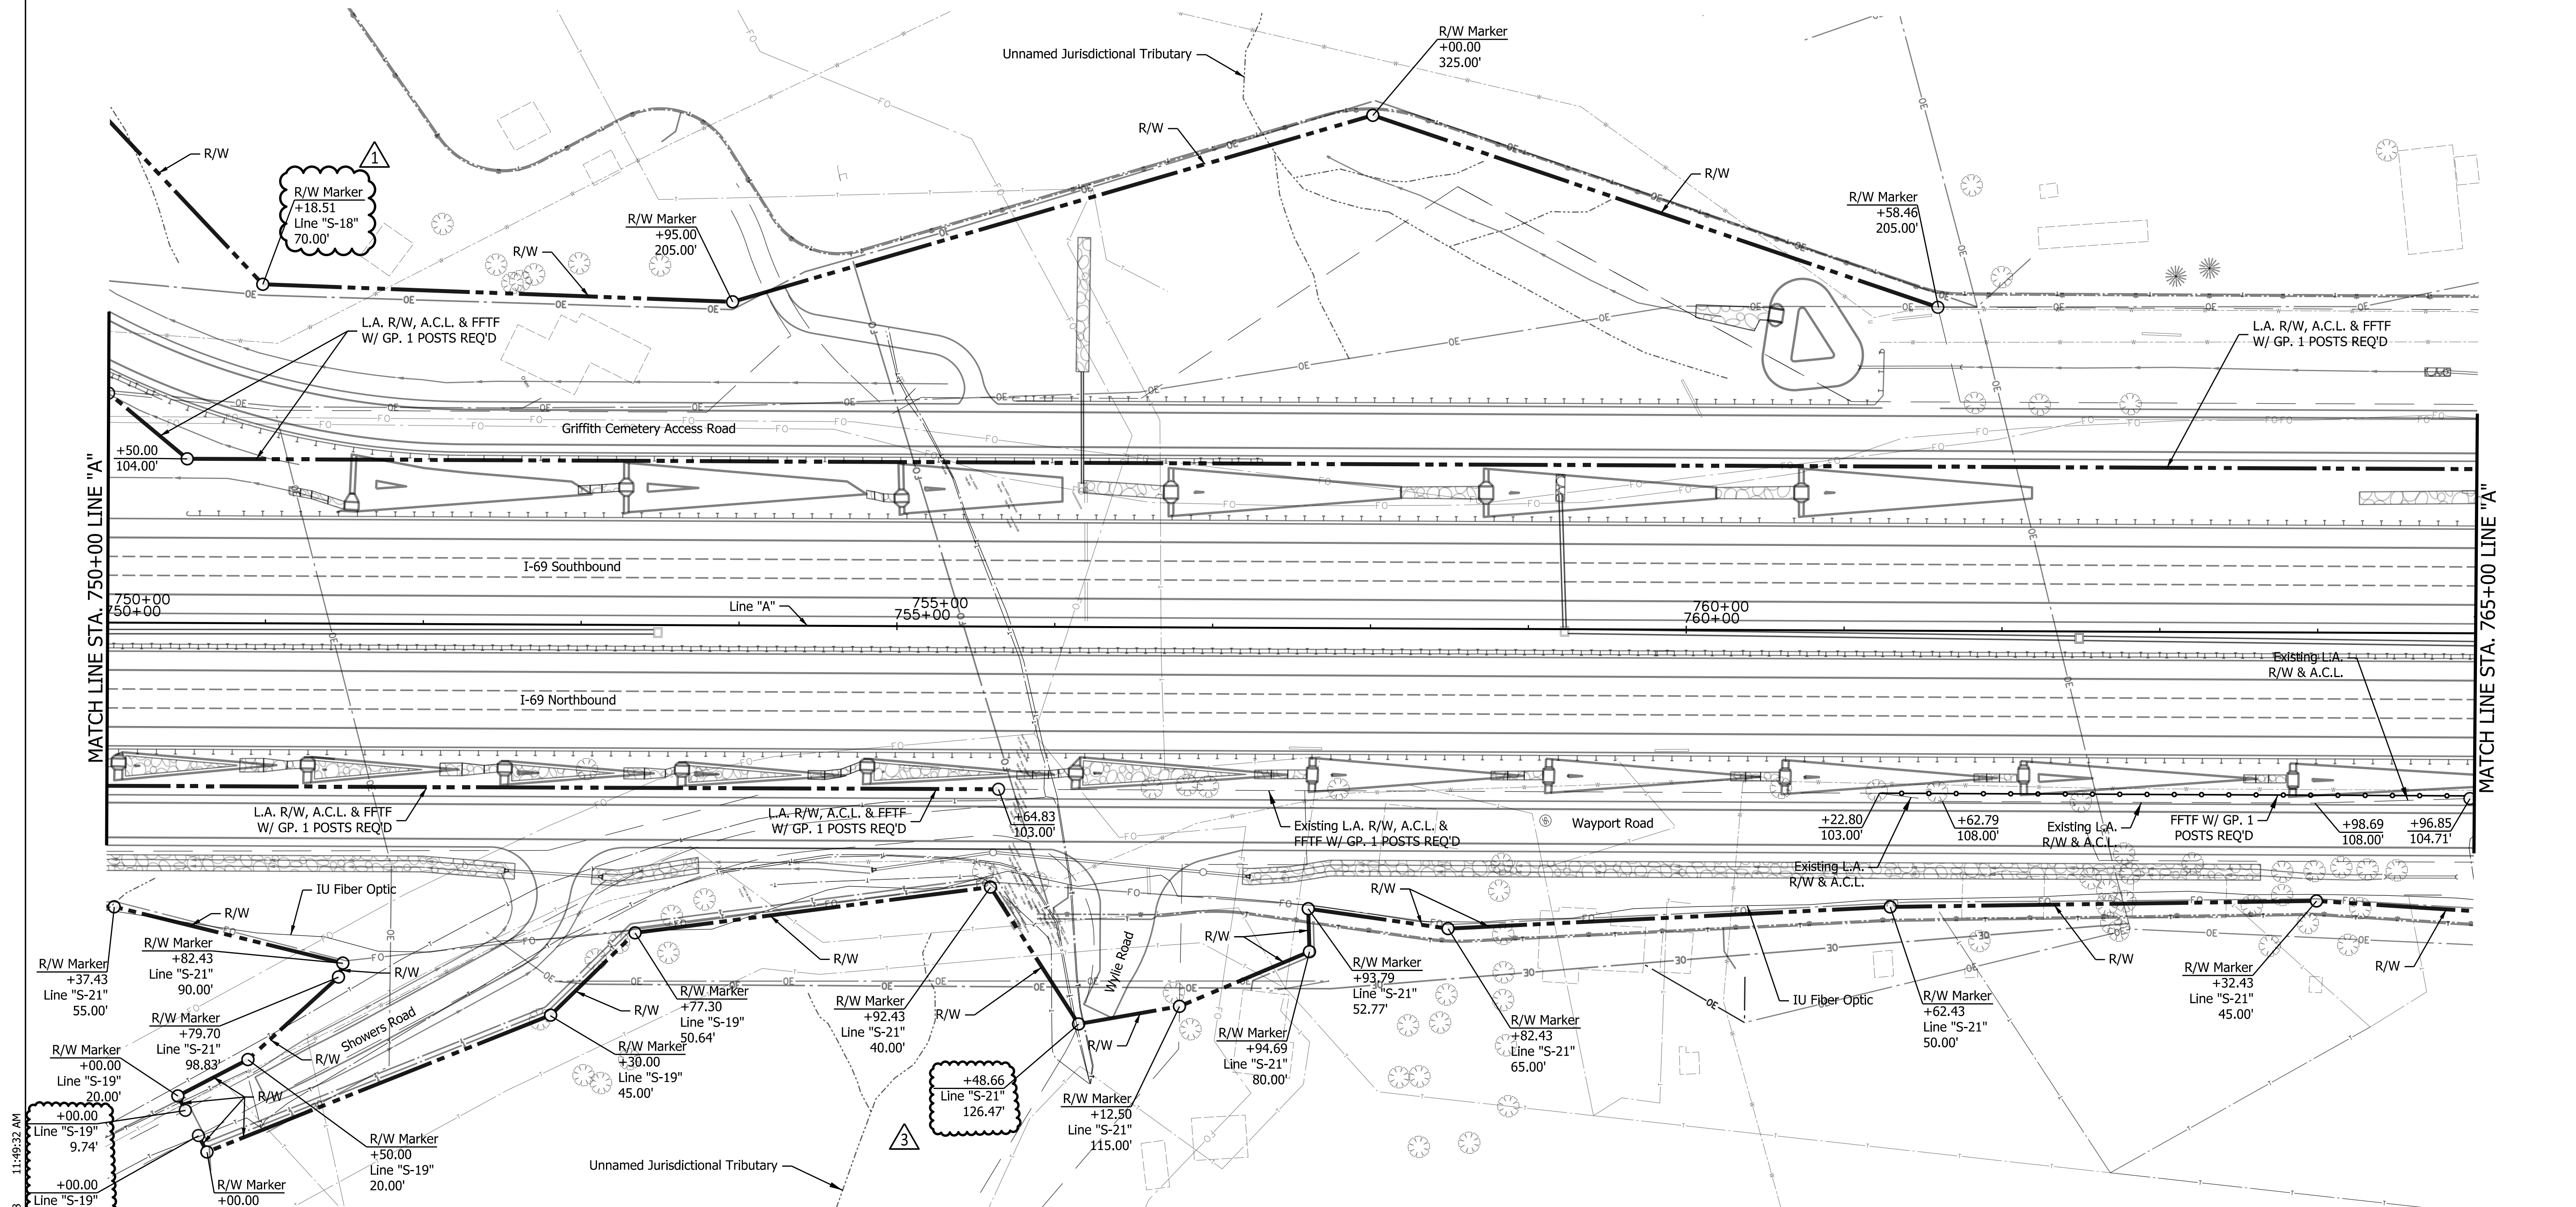 Unnamed Jurisdictional Tributary
R/W Marker
+00.00
325.00'
R/W
R/W
R/W
1
R/W Marker
+18.51
Line "S-18"
70.00'
R/W
R/W Marker
+95.00
205.00'
R/W Marker
+58.46
205.00'
L.A. R/W, A.C.L. & FFTF
W/ GP. 1 POSTS REQ'D
L.A. R/W, A.C.L. & FFTF
W/ GP. 1 POSTS REQ'D
Griffith Cemetery Access Road
+50.00
104.00'
MATCH LINE STA. 750+00 LINE "A"
MATCH LINE STA. 765+00 LINE "A"
I-69 Southbound
750+00
750+00
Line "A"
755+00
755+00
760+00
760+00
Existing L.A.
R/W & A.C.L.
I-69 Northbound
L.A. R/W, A.C.L. & FFTF
W/ GP. 1 POSTS REQ'D
L.A. R/W, A.C.L. & FFTF
W/ GP. 1 POSTS REQ'D
+64.83
103.00'
Existing L.A. R/W, A.C.L. &
FFTF W/ GP. 1 POSTS REQ'D
Wayport Road
+22.80
103.00'
+62.79
108.00'
Existing L.A.
R/W & A.C.L.
FFTF W/ GP. 1
POSTS REQ'D
+98.69
108.00'
+96.85
104.71'
Existing L.A.
R/W & A.C.L.
IU Fiber Optic
R/W
R/W Marker
+37.43
Line "S-21"
55.00'
R/W Marker
+82.43
Line "S-21"
90.00'
R/W
R/W Marker
+79.70
Line "S-21"
98.83'
Showers Road
R/W
R/W Marker
+00.00
Line "S-19"
20.00'
R/W
+00.00
Line "S-19"
9.74'
+00.00
Line "S-19"
R/W Marker
+00.00
R/W Marker
+50.00
Line "S-19"
20.00'
R/W
R/W Marker
+30.00
Line "S-19"
45.00'
R/W Marker
+77.30
Line "S-19"
50.64'
R/W
R/W Marker
+92.43
Line "S-21"
40.00'
R/W
Wylie Road
R/W
+48.66
Line "S-21"
126.47'
3
Unnamed Jurisdictional Tributary
R/W Marker
+12.50
Line "S-21"
115.00'
R/W
R/W Marker
+94.69
Line "S-21"
80.00'
R/W
R/W Marker
+93.79
Line "S-21"
52.77'
R/W Marker
+82.43
Line "S-21"
65.00'
IU Fiber Optic
R/W Marker
+62.43
Line "S-21"
50.00'
R/W
R/W Marker
+32.43
Line "S-21"
45.00'
R/W
11:49:32 AM